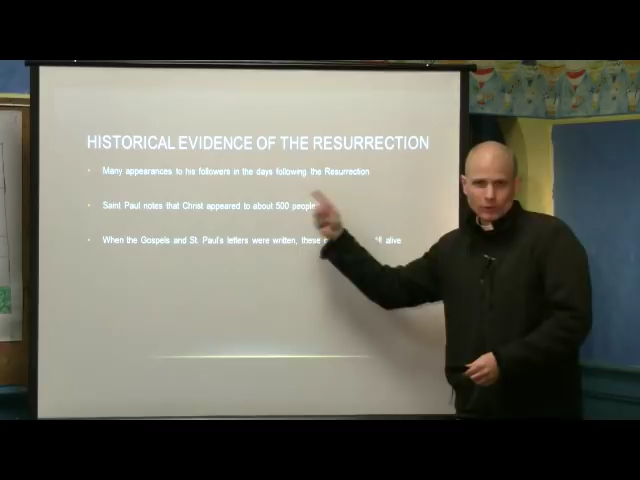 HISTORICAL EVIDENCE OF THE RESURRECTION
Many appearances to his followers in the days following the Resurrection
Saint Paul notes that Christ appeared to about 500 people
When the Gospels and St. Paul's letters were written, these alive